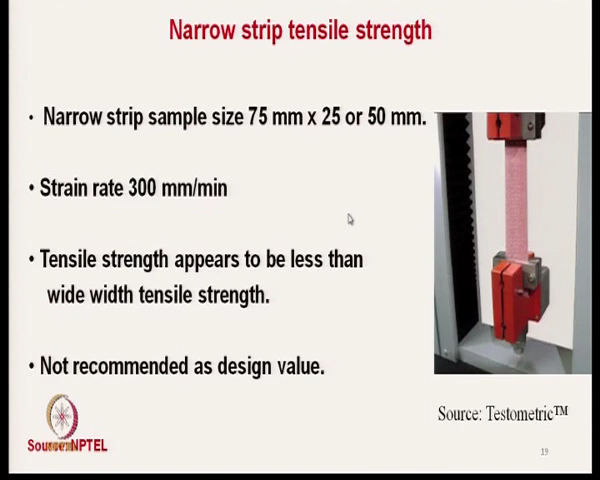 Narrow strip tensile strength
• Narrow strip sample size 75 mm x 25 or 50 mm.
• Strain rate 300 mm/min
• Tensile strength appears to be less than
wide width tensile strength.
• Not recommended as design value.
Source: Testometric™
Source: NPTEL
19